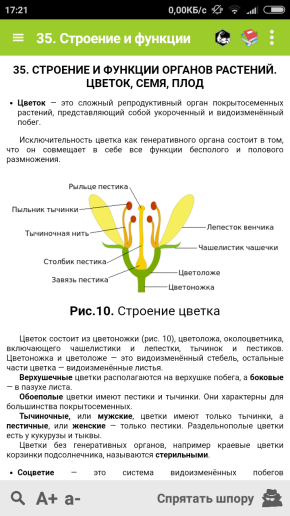 17:21
0,00КБ/с
35. Строение и функции
35. СТРОЕНИЕ И ФУНКЦИИ ОРГАНОВ РАСТЕНИЙ.
ЦВЕТОК, СЕМЯ, ПЛОД
• Цветок — это сложный репродуктивный орган покрытосеменных
растений, представляющий собой укороченный и видоизменённый
побег.
Исключительность цветка как генеративного органа состоит в том,
что он совмещает в себе все функции бесполого и полового
размножения.
Рыльце пестика
Пыльник тычинки
Тычиночная нить
Лепесток венчика
Чашелистик чашечки
Столбик пестика
Цветоложе
Завязь пестика
Цветоножка
Рис.10. Строение цветка
Цветок состоит из цветоножки (рис. 10), цветоложа, околоцветника,
включающего чашелистики и лепестки, тычинок и пестиков.
Цветоножка и цветоложе — это видоизменённый стебель, остальные
части цветка — видоизменённые листья.
Верхушечные цветки располагаются на верхушке побега, а боковые
— в пазухе листа.
Обоеполые цветки имеют пестики и тычинки. Они характерны для
большинства покрытосеменных.
Тычиночные, или мужские, цветки имеют только тычинки, а
пестичные, или женские — только пестики. Раздельнополые цветки
есть у кукурузы и тыквы.
Цветки без генеративных органов, например краевые цветки
корзинки подсолнечника, называются стерильными.
• Соцветие — это система видоизменённых побегов
A+ a-
Спрятать шпору